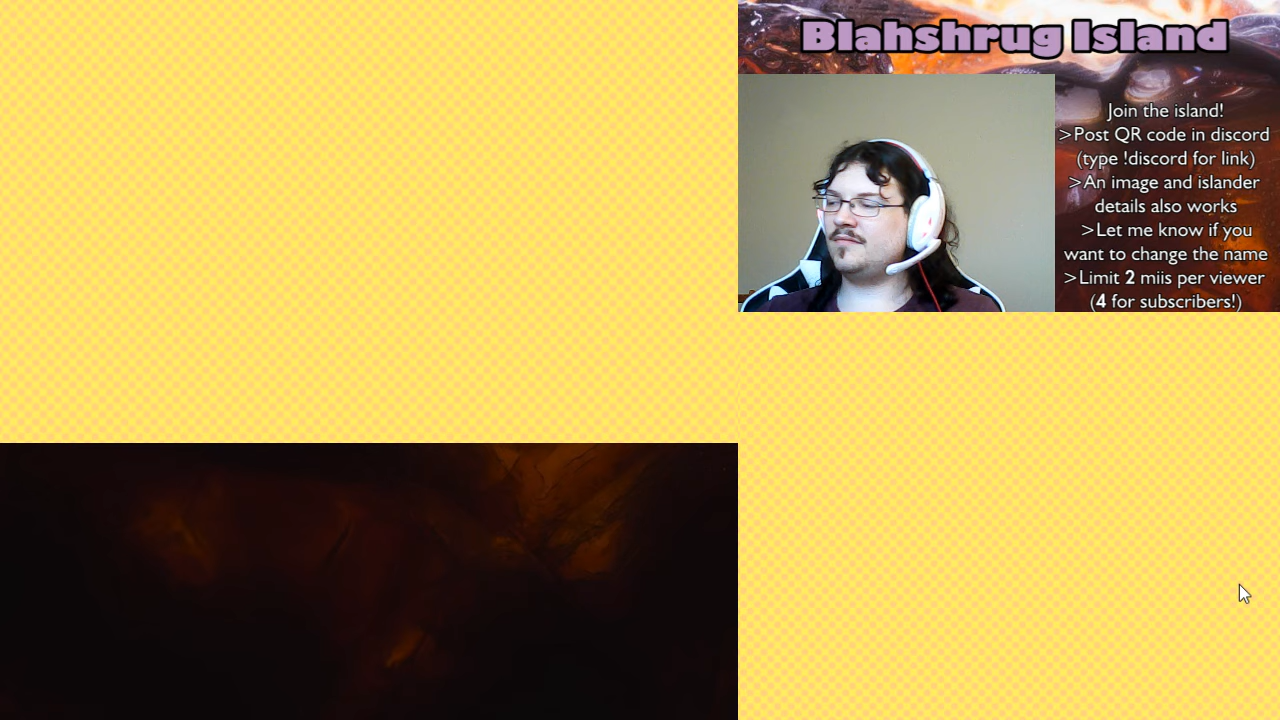 Blahshrug Island
Join the island!
>Post QR code in discord
(type !discord for link)
>An image and islander
details also works
>Let me know if you
want to change the name
>Limit 2 miis per viewer
(4 for subscribers!)